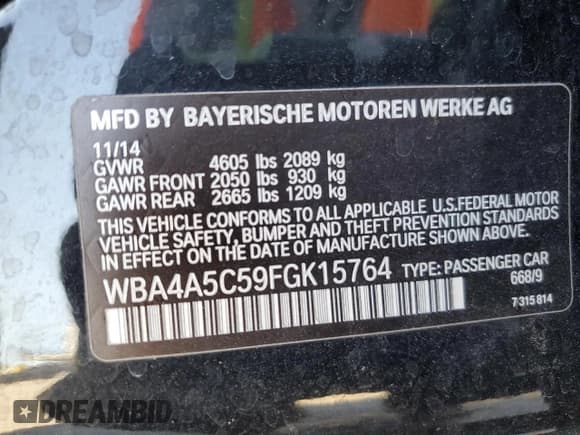 MFD BY BAYERISCHE MOTOREN WERKE AG
11/14
GVWR 4605 lbs 2089 kg
GAWR FRONT 2050 lbs 930 kg
GAWR REAR 2665 lbs 1209 kg
THIS VEHICLE CONFORMS TO ALL APPLICABLE U.S.FEDERAL MOTOR
VEHICLE SAFETY, BUMPER AND THEFT PREVENTION STANDARDS
IN EFFECT ON THE DATE OF MANUFACTURE SHOWN ABOVE.
WBA4A5C59FGK15764 TYPE: PASSENGER CAR
668/9
7 315 814
DREAMBID